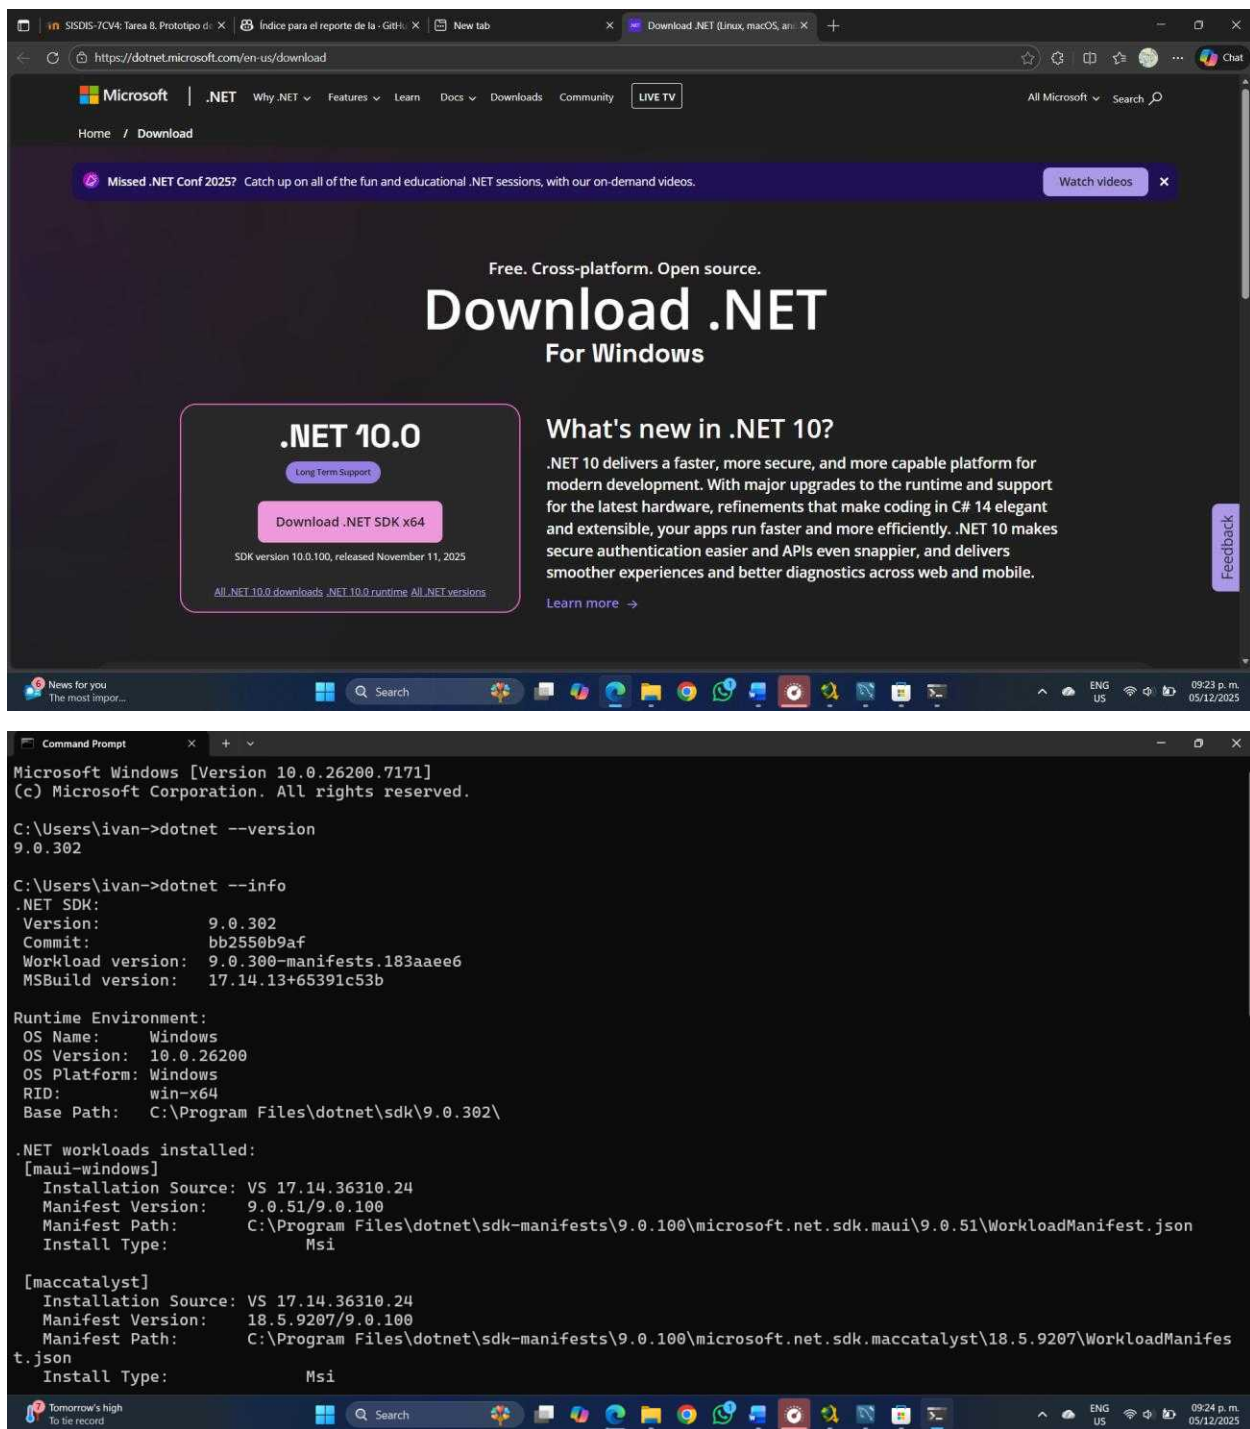 SISDIS-7CV4: Tarea 8. Prototipo de
Índice para el reporte de la · GitHu
New tab
Download .NET (Linux, macOS, an
https://dotnet.microsoft.com/en-us/download
Chat
Microsoft | .NET Why .NET Features Learn Docs Downloads Community LIVE TV All Microsoft Search
Home / Download
Missed .NET Conf 2025? Catch up on all of the fun and educational .NET sessions, with our on-demand videos. Watch videos
Free. Cross-platform. Open source.
Download .NET
For Windows
.NET 10.0
Long Term Support
Download .NET SDK x64
SDK version 10.0.100, released November 11, 2025
All .NET 10.0 downloads .NET 10.0 runtime All .NET versions
What's new in .NET 10?
.NET 10 delivers a faster, more secure, and more capable platform for
modern development. With major upgrades to the runtime and support
for the latest hardware, refinements that make coding in C# 14 elegant
and extensible, your apps run faster and more efficiently. .NET 10 makes
secure authentication easier and APIs even snappier, and delivers
smoother experiences and better diagnostics across web and mobile.
Learn more →
Feedback
6 News for you
The most impor...
Search
1
ENG
US
09:23 p. m.
05/12/2025
Command Prompt
Microsoft Windows [Version 10.0.26200.7171]
(c) Microsoft Corporation. All rights reserved.
C:\Users\ivan->dotnet --version
9.0.302
C:\Users\ivan->dotnet --info
.NET SDK:
Version: 9.0.302
Commit: bb2550b9af
Workload version: 9.0.300-manifests.183aaee6
MSBuild version: 17.14.13+65391c53b
Runtime Environment:
OS Name: Windows
OS Version: 10.0.26200
OS Platform: Windows
RID: win-x64
Base Path: C:\Program Files\dotnet\sdk\9.0.302\
.NET workloads installed:
[maui-windows]
Installation Source: VS 17.14.36310.24
Manifest Version: 9.0.51/9.0.100
Manifest Path: C:\Program Files\dotnet\sdk-manifests\9.0.100\microsoft.net.sdk.maui\9.0.51\WorkloadManifest.json
Install Type: Msi
[maccatalyst]
Installation Source: VS 17.14.36310.24
Manifest Version: 18.5.9207/9.0.100
Manifest Path: C:\Program Files\dotnet\sdk-manifests\9.0.100\microsoft.net.sdk.maccatalyst\18.5.9207\WorkloadManifes
t.json
Install Type: Msi
7 Tomorrow's high
To tie record
Search
1
ENG
US
09:24 p. m.
05/12/2025